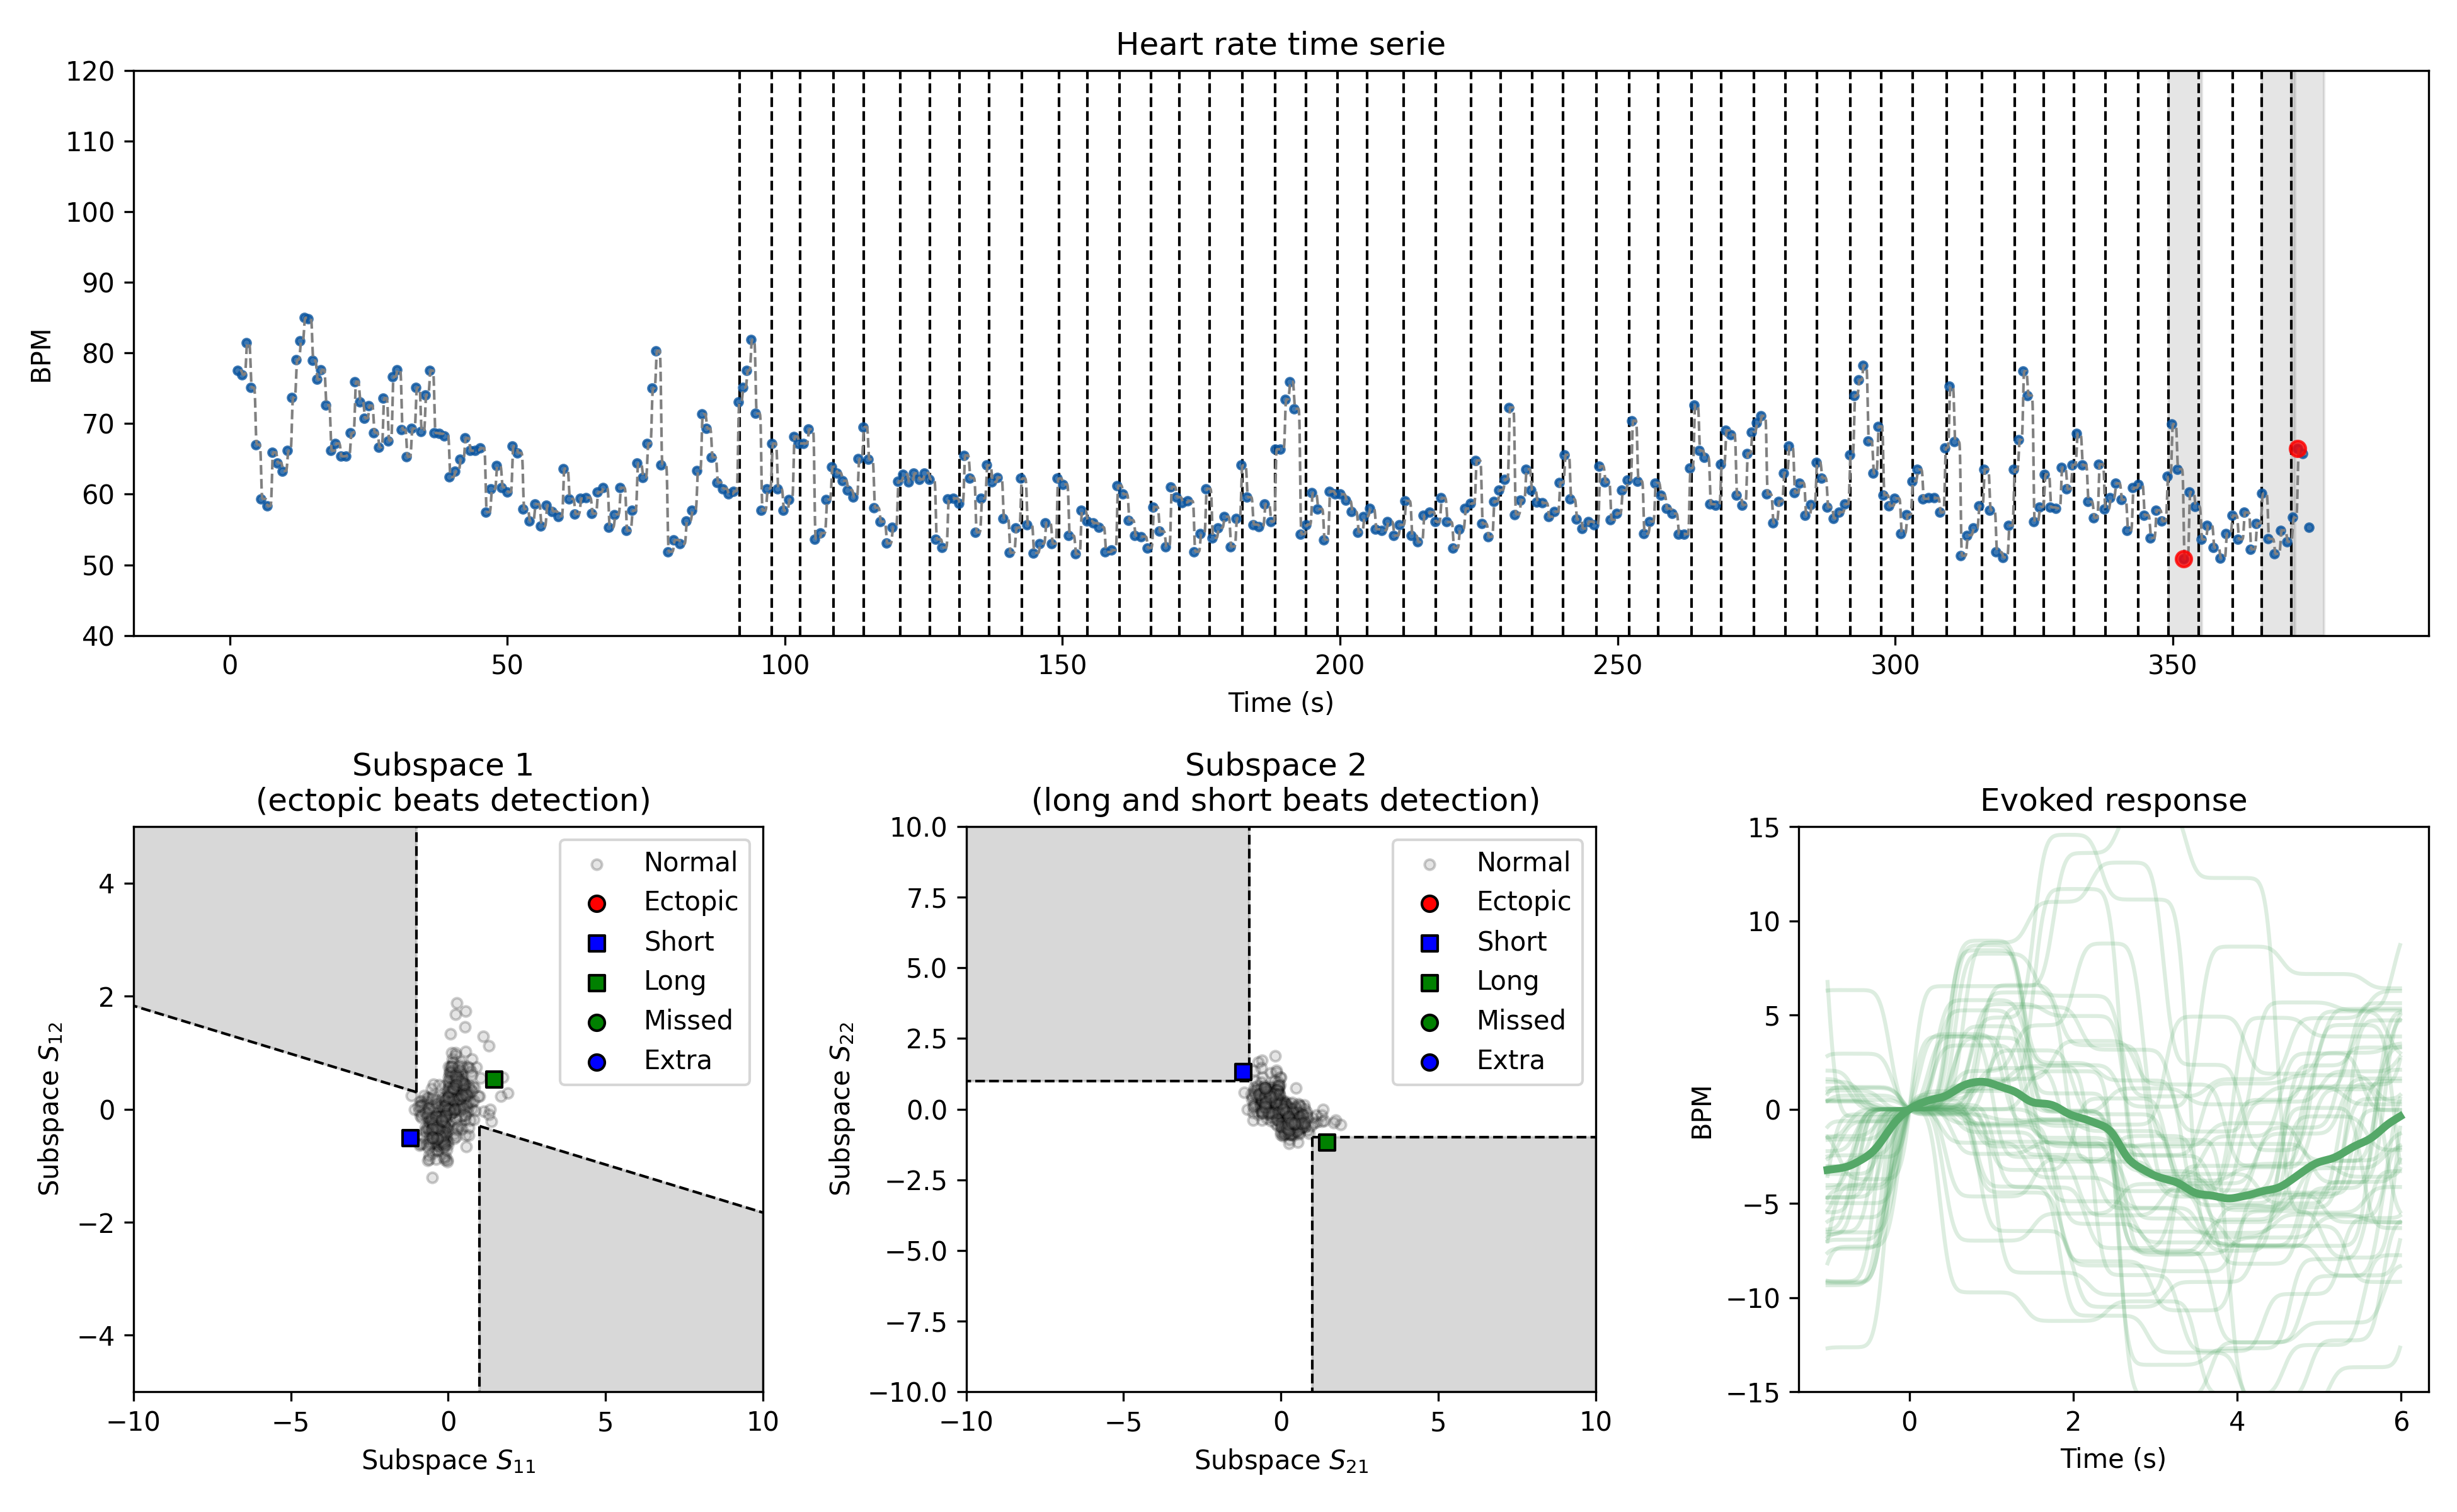 Heart rate time serie
120
110
100
90
80
70
60
50
40
BPM
0 50 100 150 200 250 300 350
Time (s)
Subspace 1
(ectopic beats detection)
4
2
0
−2
−4
Subspace S12
Normal
Ectopic
Short
Long
Missed
Extra
−10 −5 0 5 10
Subspace S11
Subspace 2
(long and short beats detection)
10.0
7.5
5.0
2.5
0.0
−2.5
−5.0
−7.5
−10.0
Subspace S22
Normal
Ectopic
Short
Long
Missed
Extra
−10 −5 0 5 10
Subspace S21
Evoked response
15
10
5
0
−5
−10
−15
BPM
0 2 4 6
Time (s)